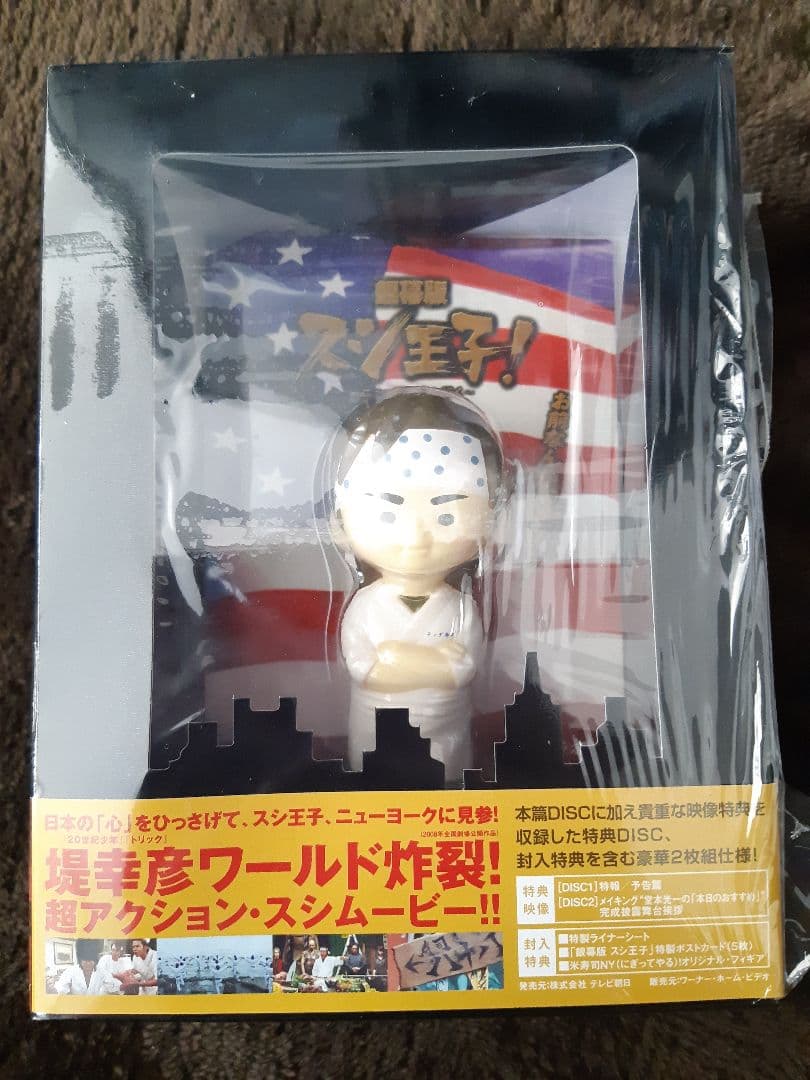 銀幕版
スシ王子!
お前なん
日本の「心」をひっさげて、スシ王子、ニューヨークに見参!
「20世紀少年」「トリック」
(2008年全国劇場公開作品)
堤幸彦ワールド炸裂!
超アクション・スシムービー!!
本篇DISCに加え貴重な映像特典を
収録した特典DISC、
封入特典を含む豪華2枚組仕様!
特典
映像
[DISC1]特報/予告篇
[DISC2]メイキング"堂本光一の「本日のおすすめ」"
完成披露舞台挨拶
封入
特典
■特製ライナーシート
■「銀幕版 スシ王子!」特製ポストカード(5枚)
■米寿司NY(にぎってやる)!オリジナル・フィギア
発売元:株式会社 テレビ朝日 販売元:ワーナー・ホーム・ビデオ